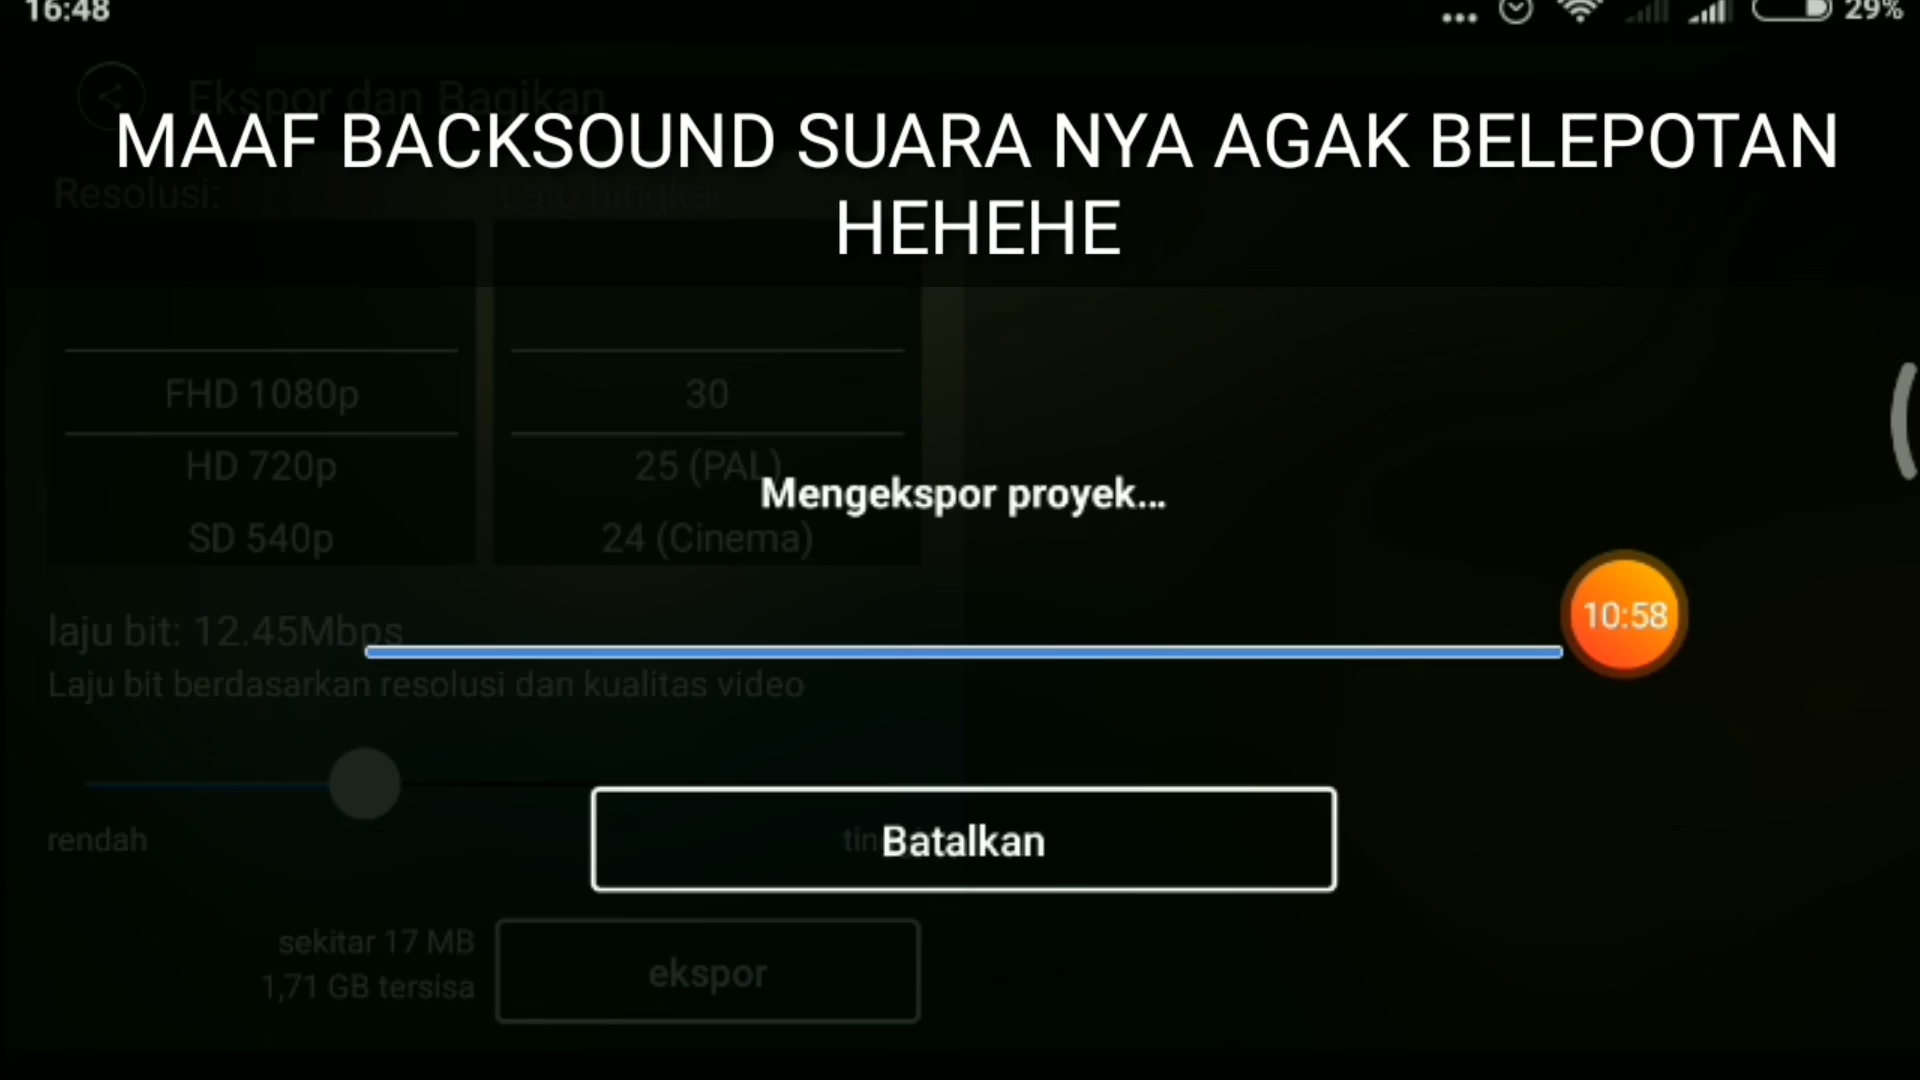 16:48
29%
Ekspor dan Bagikan
MAAF BACKSOUND SUARA NYA AGAK BELEPOTAN
HEHEHE
Resolusi:
Laju bingkai
FHD 1080p
30
HD 720p
25 (PAL)
Mengekspor proyek...
SD 540p
24 (Cinema)
10:58
laju bit: 12.45Mbps
Laju bit berdasarkan resolusi dan kualitas video
rendah
Batalkan
sekitar 17 MB
1,71 GB tersisa
ekspor